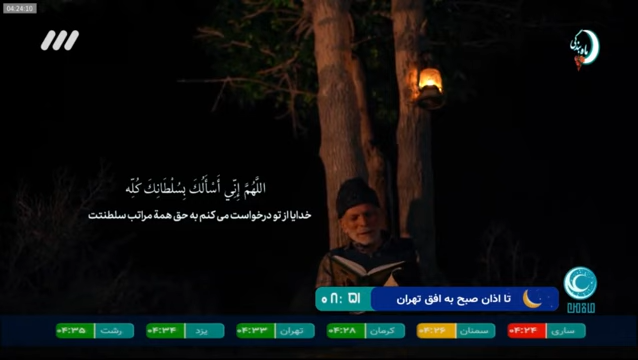 04:24:10
ماه بندگی
اللَّهُمَّ إِنِّي أَسْأَلُكَ بِسُلْطَانِكَ كُلِّه
خدایا از تو درخواست می کنم به حق همهٔ مراتب سلطنتت
تا اذان صبح به افق تهران
۰۸:۵۱
ساری ۰۴:۲۴
سمنان ۰۴:۲۶
کرمان ۰۴:۲۸
تهران ۰۴:۳۳
یزد ۰۴:۳۴
رشت ۰۴:۳۵